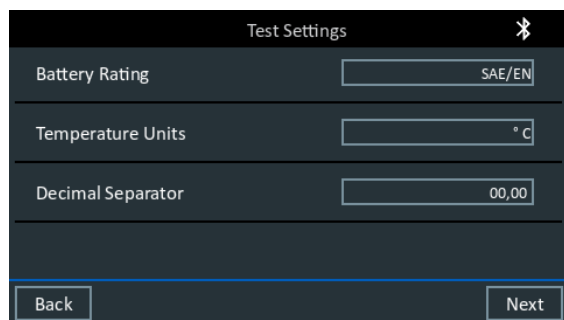 Test Settings
Battery Rating SAE/EN
Temperature Units ° C
Decimal Separator 00,00
Back Next